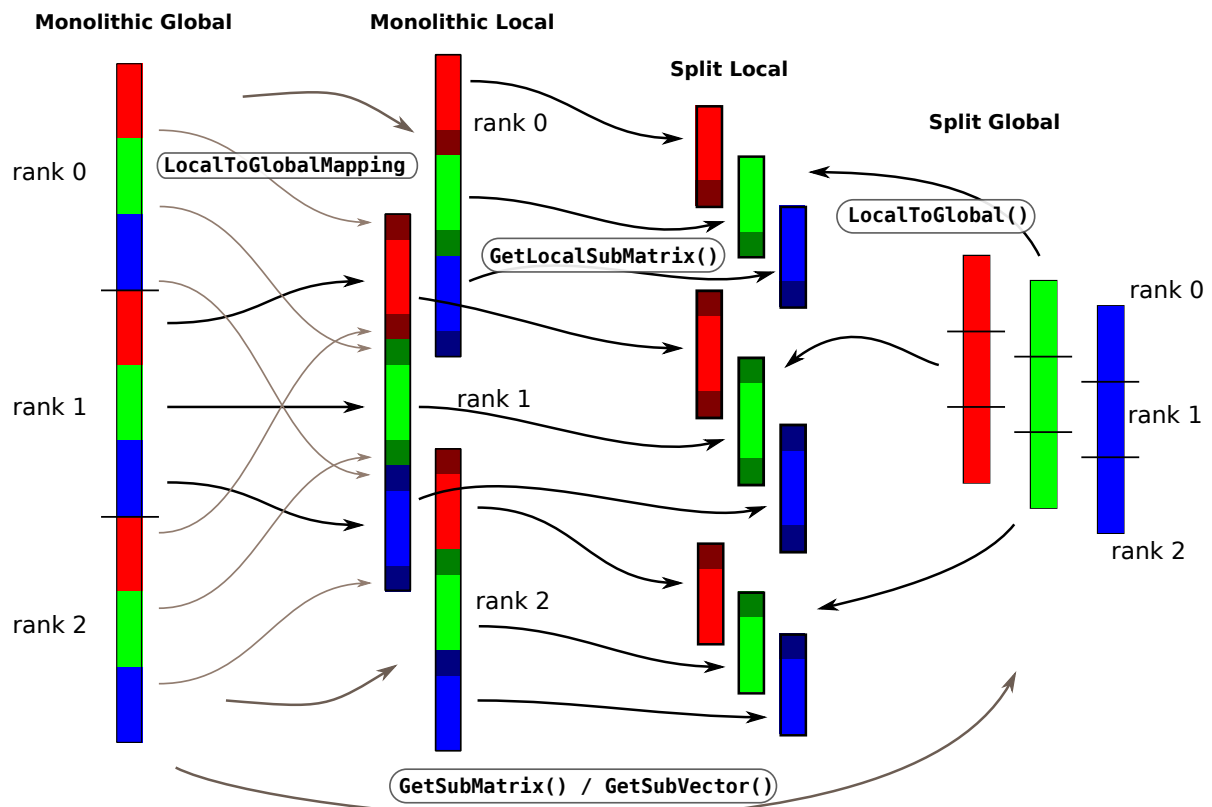 Monolithic Global
Monolithic Local
Split Local
Split Global
rank 0
rank 0
LocalToGlobalMapping
LocalToGlobal()
GetLocalSubMatrix()
rank 0
rank 1
rank 1
rank 1
rank 2
rank 2
rank 2
GetSubMatrix() / GetSubVector()